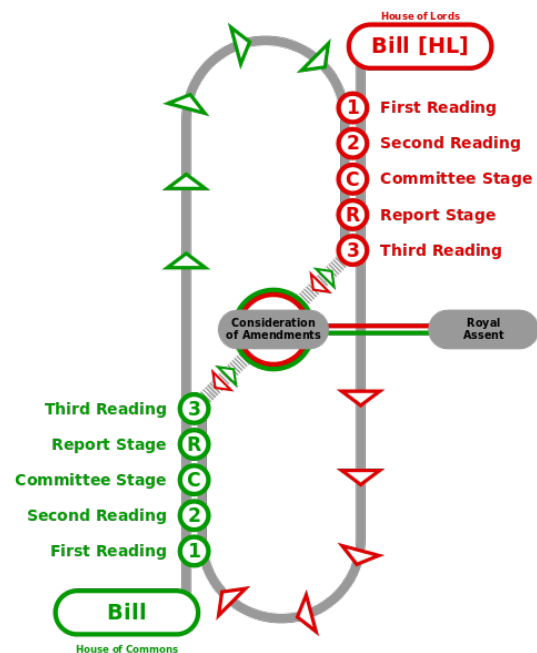 House of Lords
Bill [HL]
1 First Reading
2 Second Reading
C Committee Stage
R Report Stage
3 Third Reading
Consideration
of Amendments
Royal
Assent
Third Reading 3
Report Stage R
Committee Stage C
Second Reading 2
First Reading 1
Bill
House of Commons